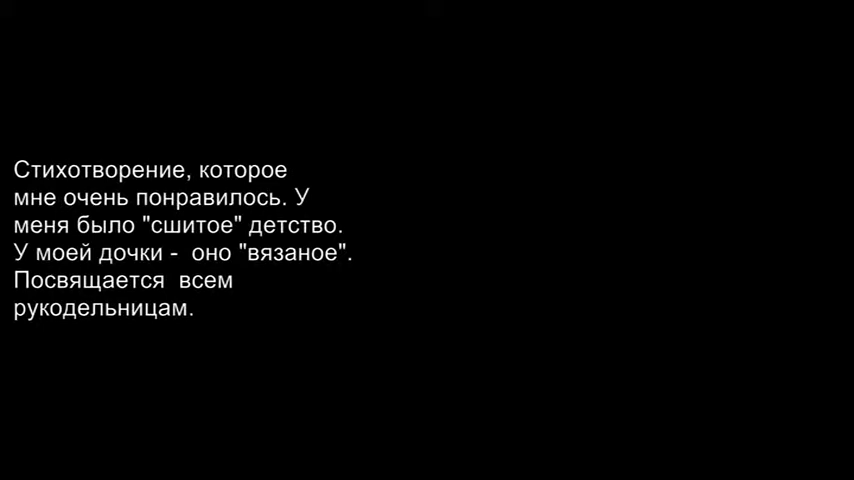 Стихотворение, которое
мне очень понравилось. У
меня было "сшитое" детство.
У моей дочки -  оно "вязаное".
Посвящается  всем
рукодельницам.